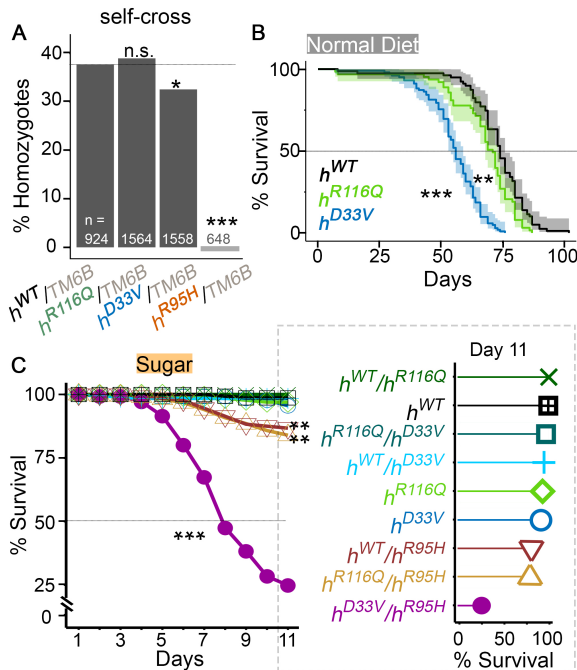 self-cross
A
n.s.
*
***
40
30
20
10
0
% Homozygotes
n =
924
1564
1558
648
hWT/TM6B
hR116Q/TM6B
hD33V/TM6B
hR95H/TM6B
B
Normal Diet
100
50
0
% Survival
hWT
hR116Q
hD33V
***
**
0
25
50
75
100
Days
C
Sugar
100
75
50
25
0
% Survival
**
**
***
1
3
5
7
9
11
Days
Day 11
hWT/hR116Q
hWT
hR116Q/hD33V
hWT/hD33V
hR116Q
hD33V
hWT/hR95H
hR116Q/hR95H
hD33V/hR95H
0
50
100
% Survival